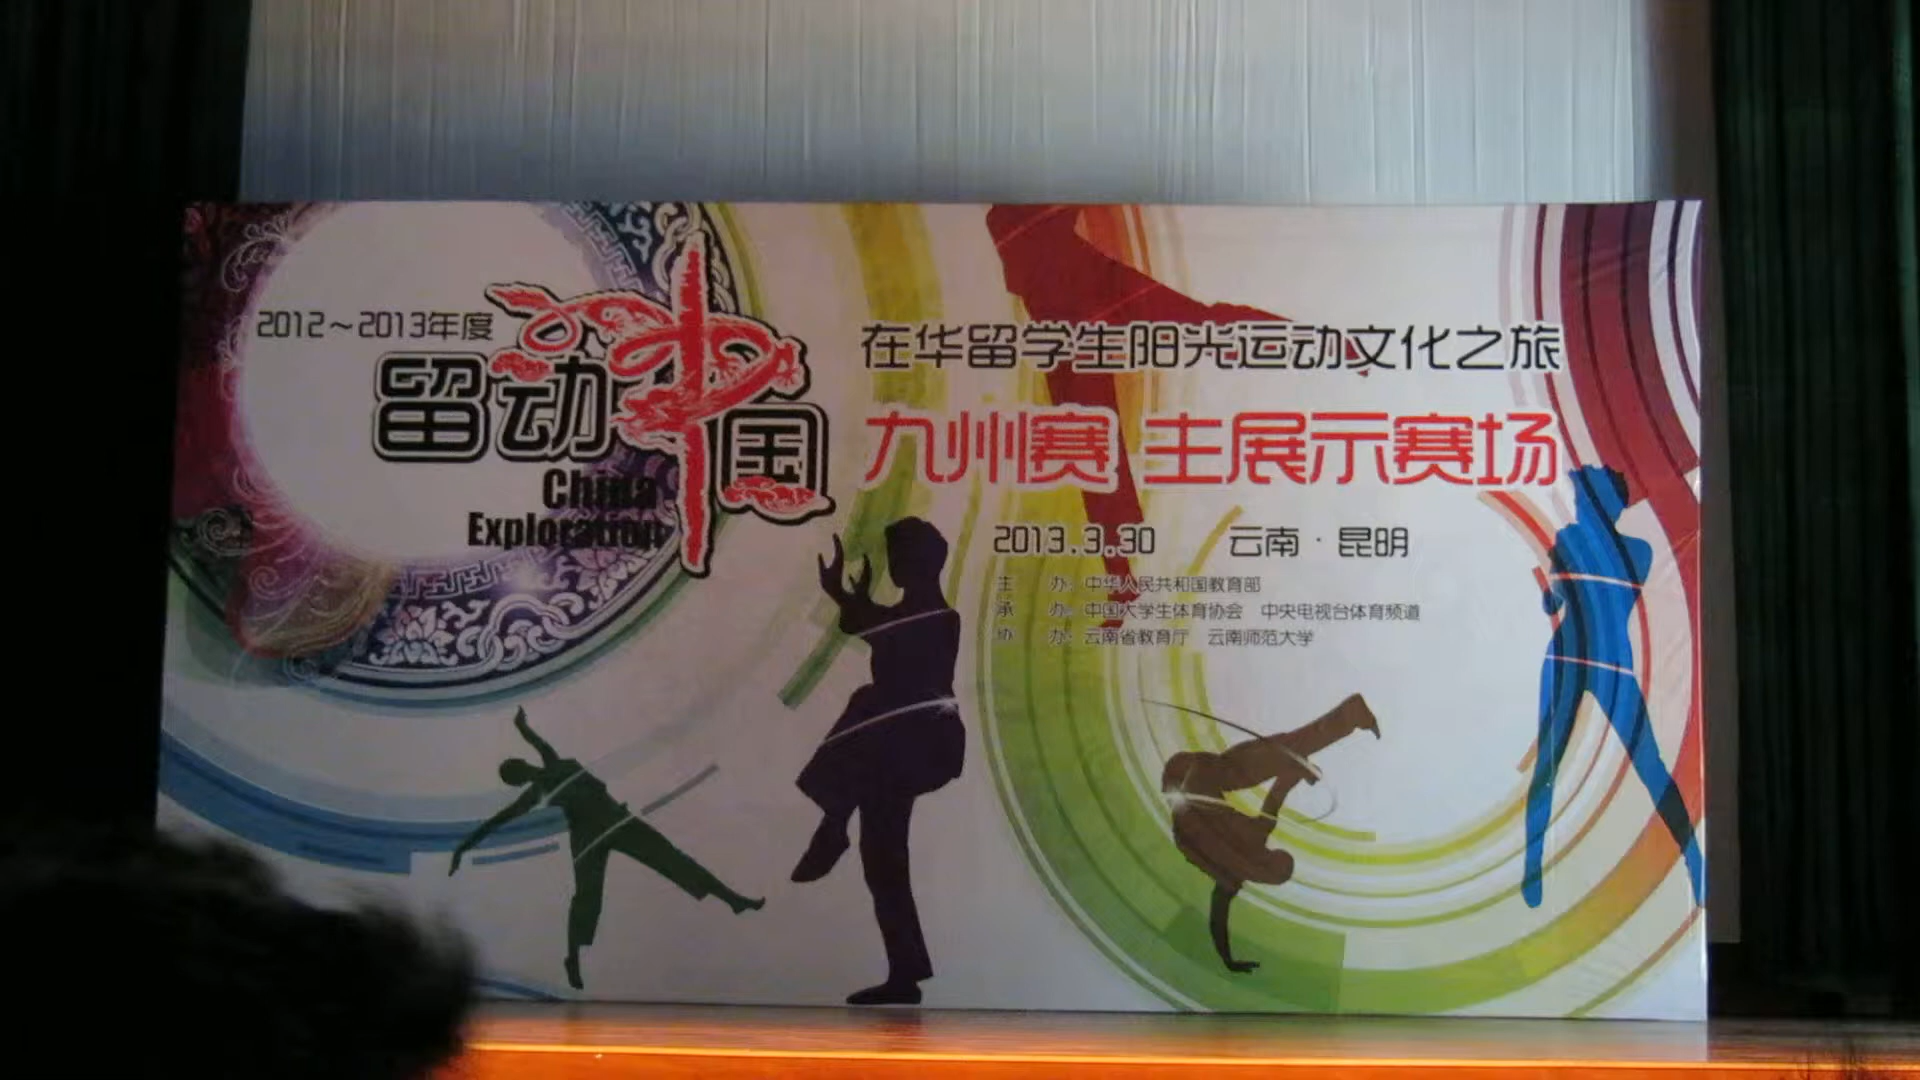 2012～2013年度
留动中国
China
Exploration
在华留学生阳光运动文化之旅
九州赛 主展示赛场
2013.3.30 云南·昆明
主 办：中华人民共和国教育部
承 办：中国大学生体育协会 中央电视台体育频道
协 办：云南省教育厅 云南师范大学